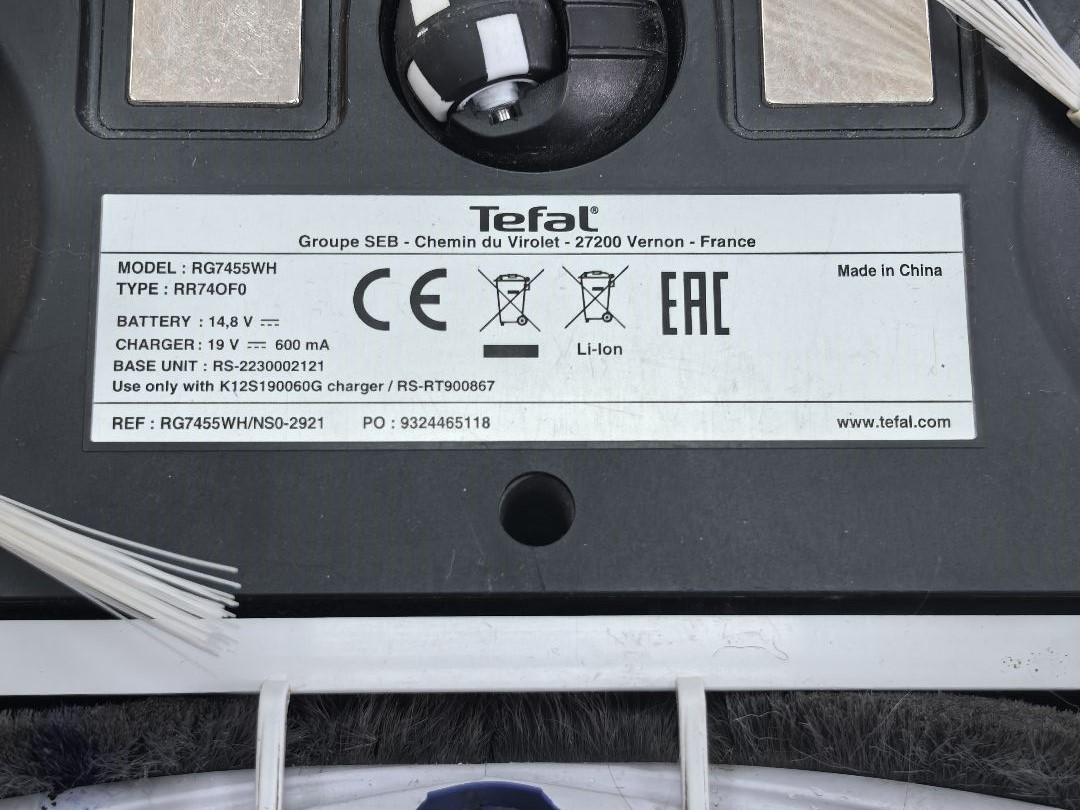 Tefal®
Groupe SEB - Chemin du Virolet - 27200 Vernon - France
MODEL : RG7455WH
Made in China
TYPE : RR74OF0
BATTERY : 14,8 V ⎓
CHARGER : 19 V ⎓ 600 mA
BASE UNIT : RS-2230002121
Use only with K12S190060G charger / RS-RT900867
CE
EAC
Li-Ion
REF : RG7455WH/NS0-2921 PO : 9324465118
www.tefal.com